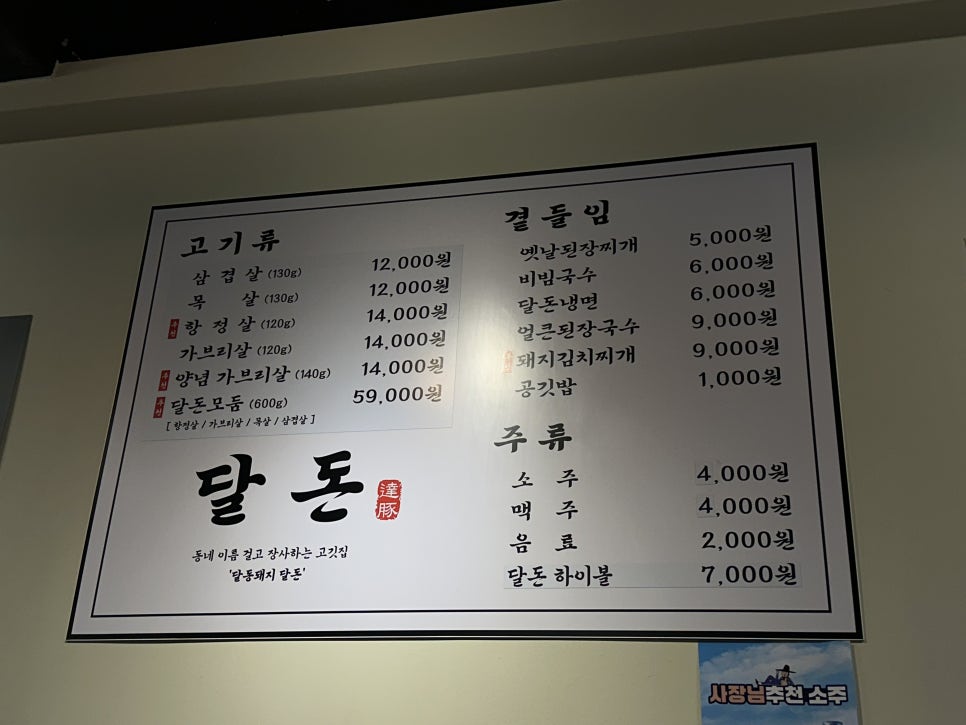 고기류
삼겹살 (130g) 12,000원
목살 (130g) 12,000원
추천 항정살 (120g) 14,000원
가브리살 (120g) 14,000원
추천 양념 가브리살 (140g) 14,000원
추천 달돈모듬 (600g) 59,000원
[ 항정살 / 가브리살 / 목살 / 삼겹살 ]
달돈
達豚
동네 이름 걸고 장사하는 고깃집
'달동돼지 달돈'
곁들임
옛날된장찌개 5,000원
비빔국수 6,000원
달돈냉면 6,000원
얼큰된장국수 9,000원
돼지김치찌개 9,000원
공깃밥 1,000원
주류
소주 4,000원
맥주 4,000원
음료 2,000원
달돈 하이볼 7,000원
사장님추천 소주